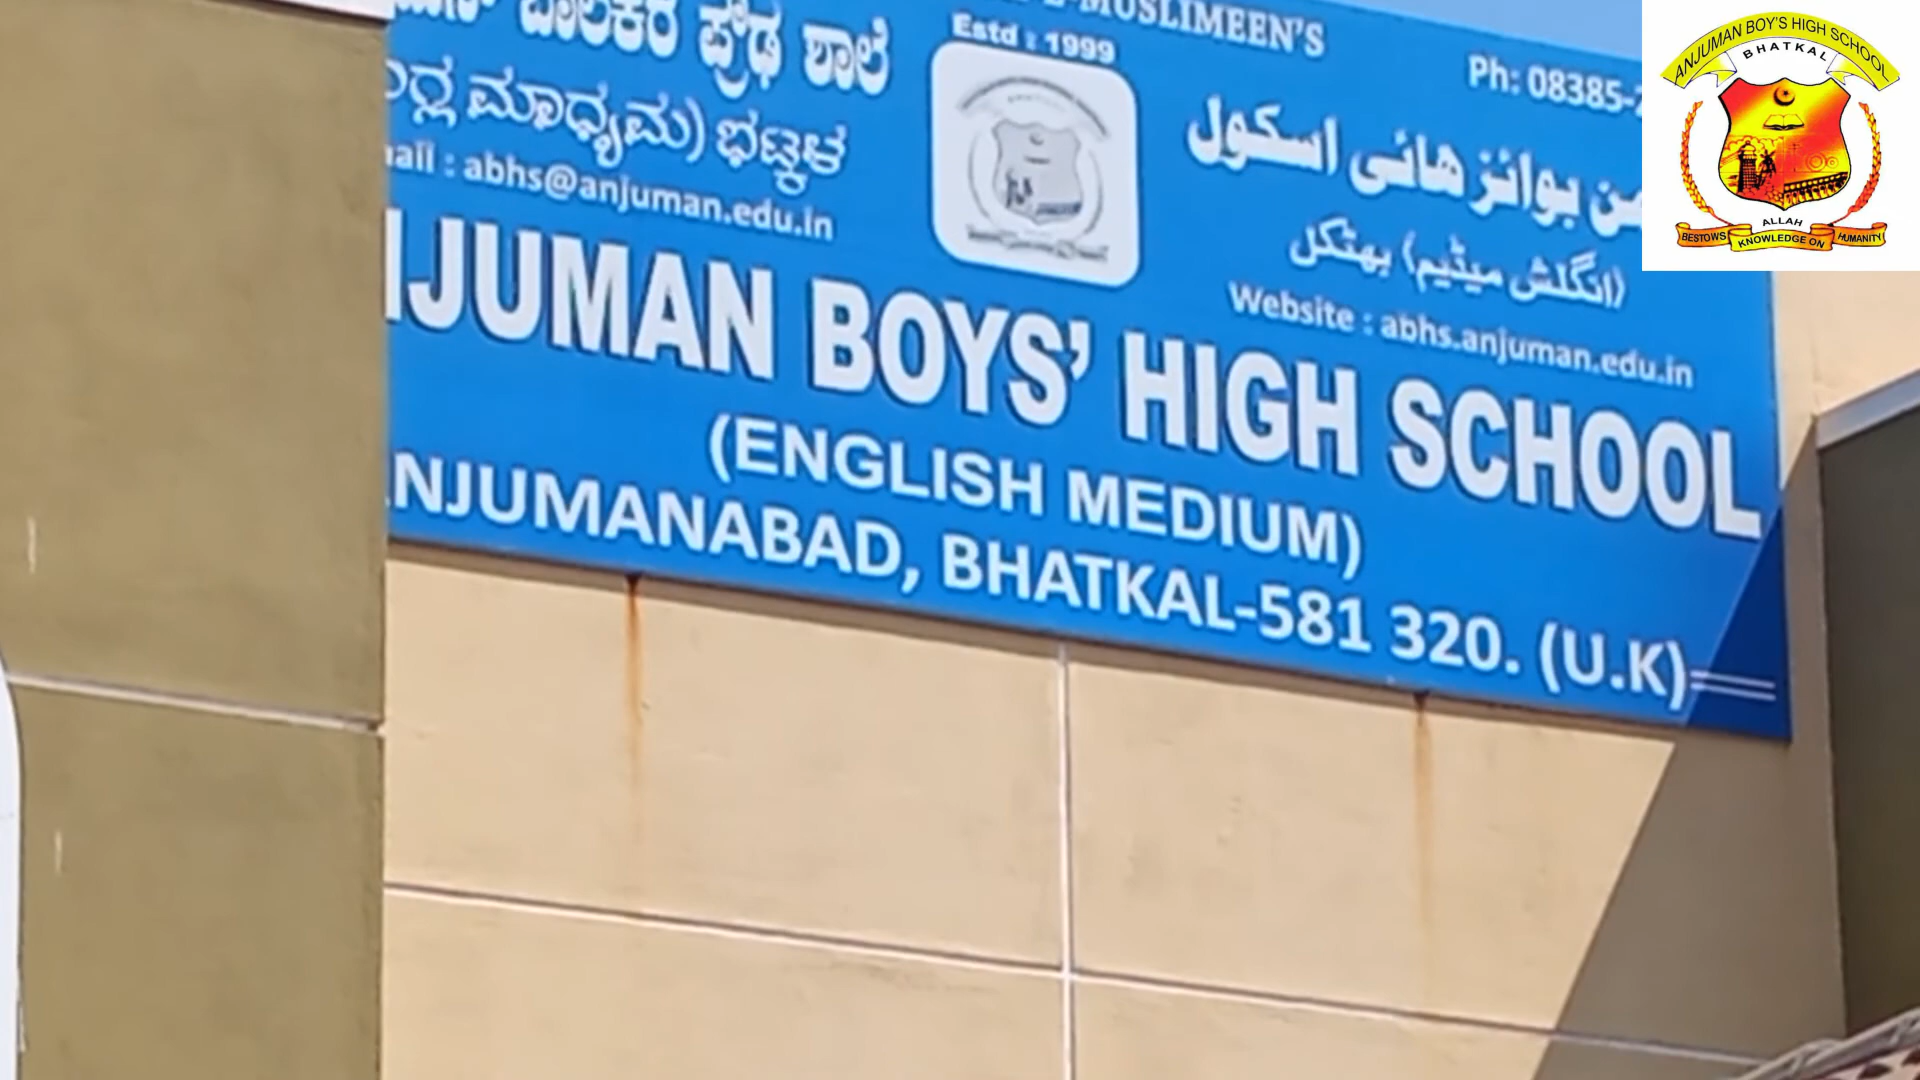 MUSLIMEEN'S
ಬಾಲಕರ ಪ್ರೌಢ ಶಾಲೆ
Estd : 1999
Ph: 08385-
ಮಾಧ್ಯಮ) ಭಟ್ಕಳ
بوائز هائی اسکول
: abhs@anjuman.edu.in
(انگلش میڈیم) بھٹکل
Website : abhs.anjuman.edu.in
NJUMAN BOYS' HIGH SCHOOL
(ENGLISH MEDIUM)
NJUMANABAD, BHATKAL-581 320. (U.K)
ANJUMAN BOY'S HIGH SCHOOL
BHATKAL
ALLAH
BESTOWS KNOWLEDGE ON HUMANITY